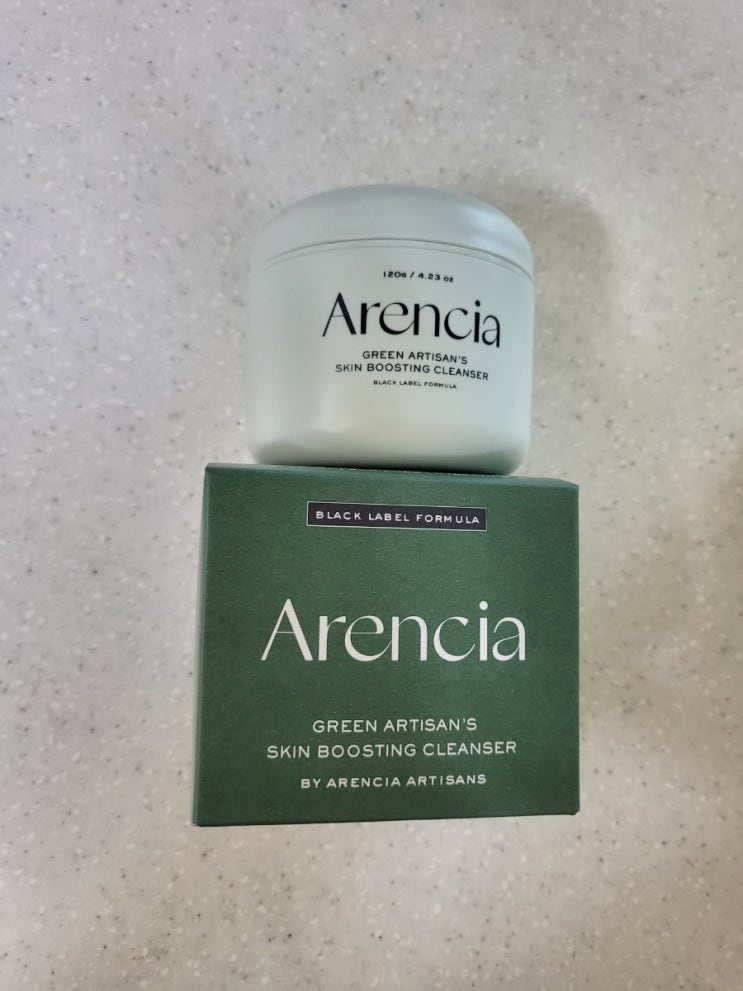 120g / 4.23 oz
Arencia
GREEN ARTISAN'S
SKIN BOOSTING CLEANSER
BLACK LABEL FORMULA
BLACK LABEL FORMULA
Arencia
GREEN ARTISAN'S
SKIN BOOSTING CLEANSER
BY ARENCIA ARTISANS